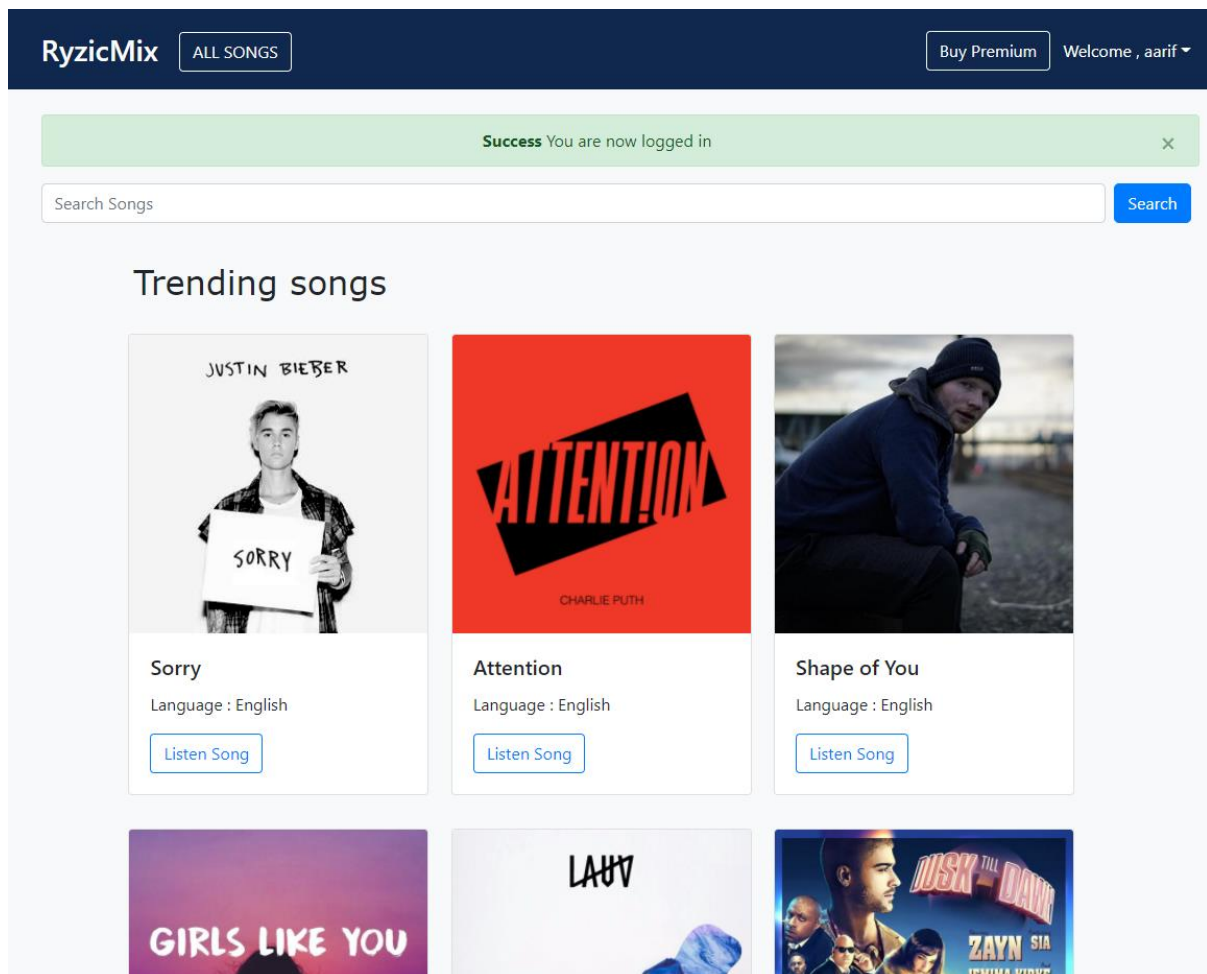 RyzicMix ALL SONGS Buy Premium Welcome , aarif
Success You are now logged in ×
Search Songs Search
Trending songs
JUSTIN BIEBER
SORRY
ATTENT!ON
CHARLIE PUTH
Sorry Attention Shape of You
Language : English Language : English Language : English
Listen Song Listen Song Listen Song
GIRLS LIKE YOU
LAUV
DUSK TILL DAWN
ZAYN SIA